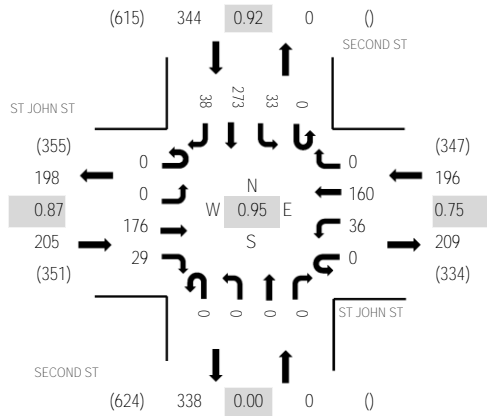 (615) 344 0.92 0 ()
SECOND ST
38 273 33 0
ST JOHN ST
(355)
198
0.87
205
(351)
0
0
176
29
N
W 0.95 E
S
0
160
36
0
(347)
196
0.75
209
(334)
0 0 0 0
ST JOHN ST
SECOND ST
(624) 338 0.00 0 ()